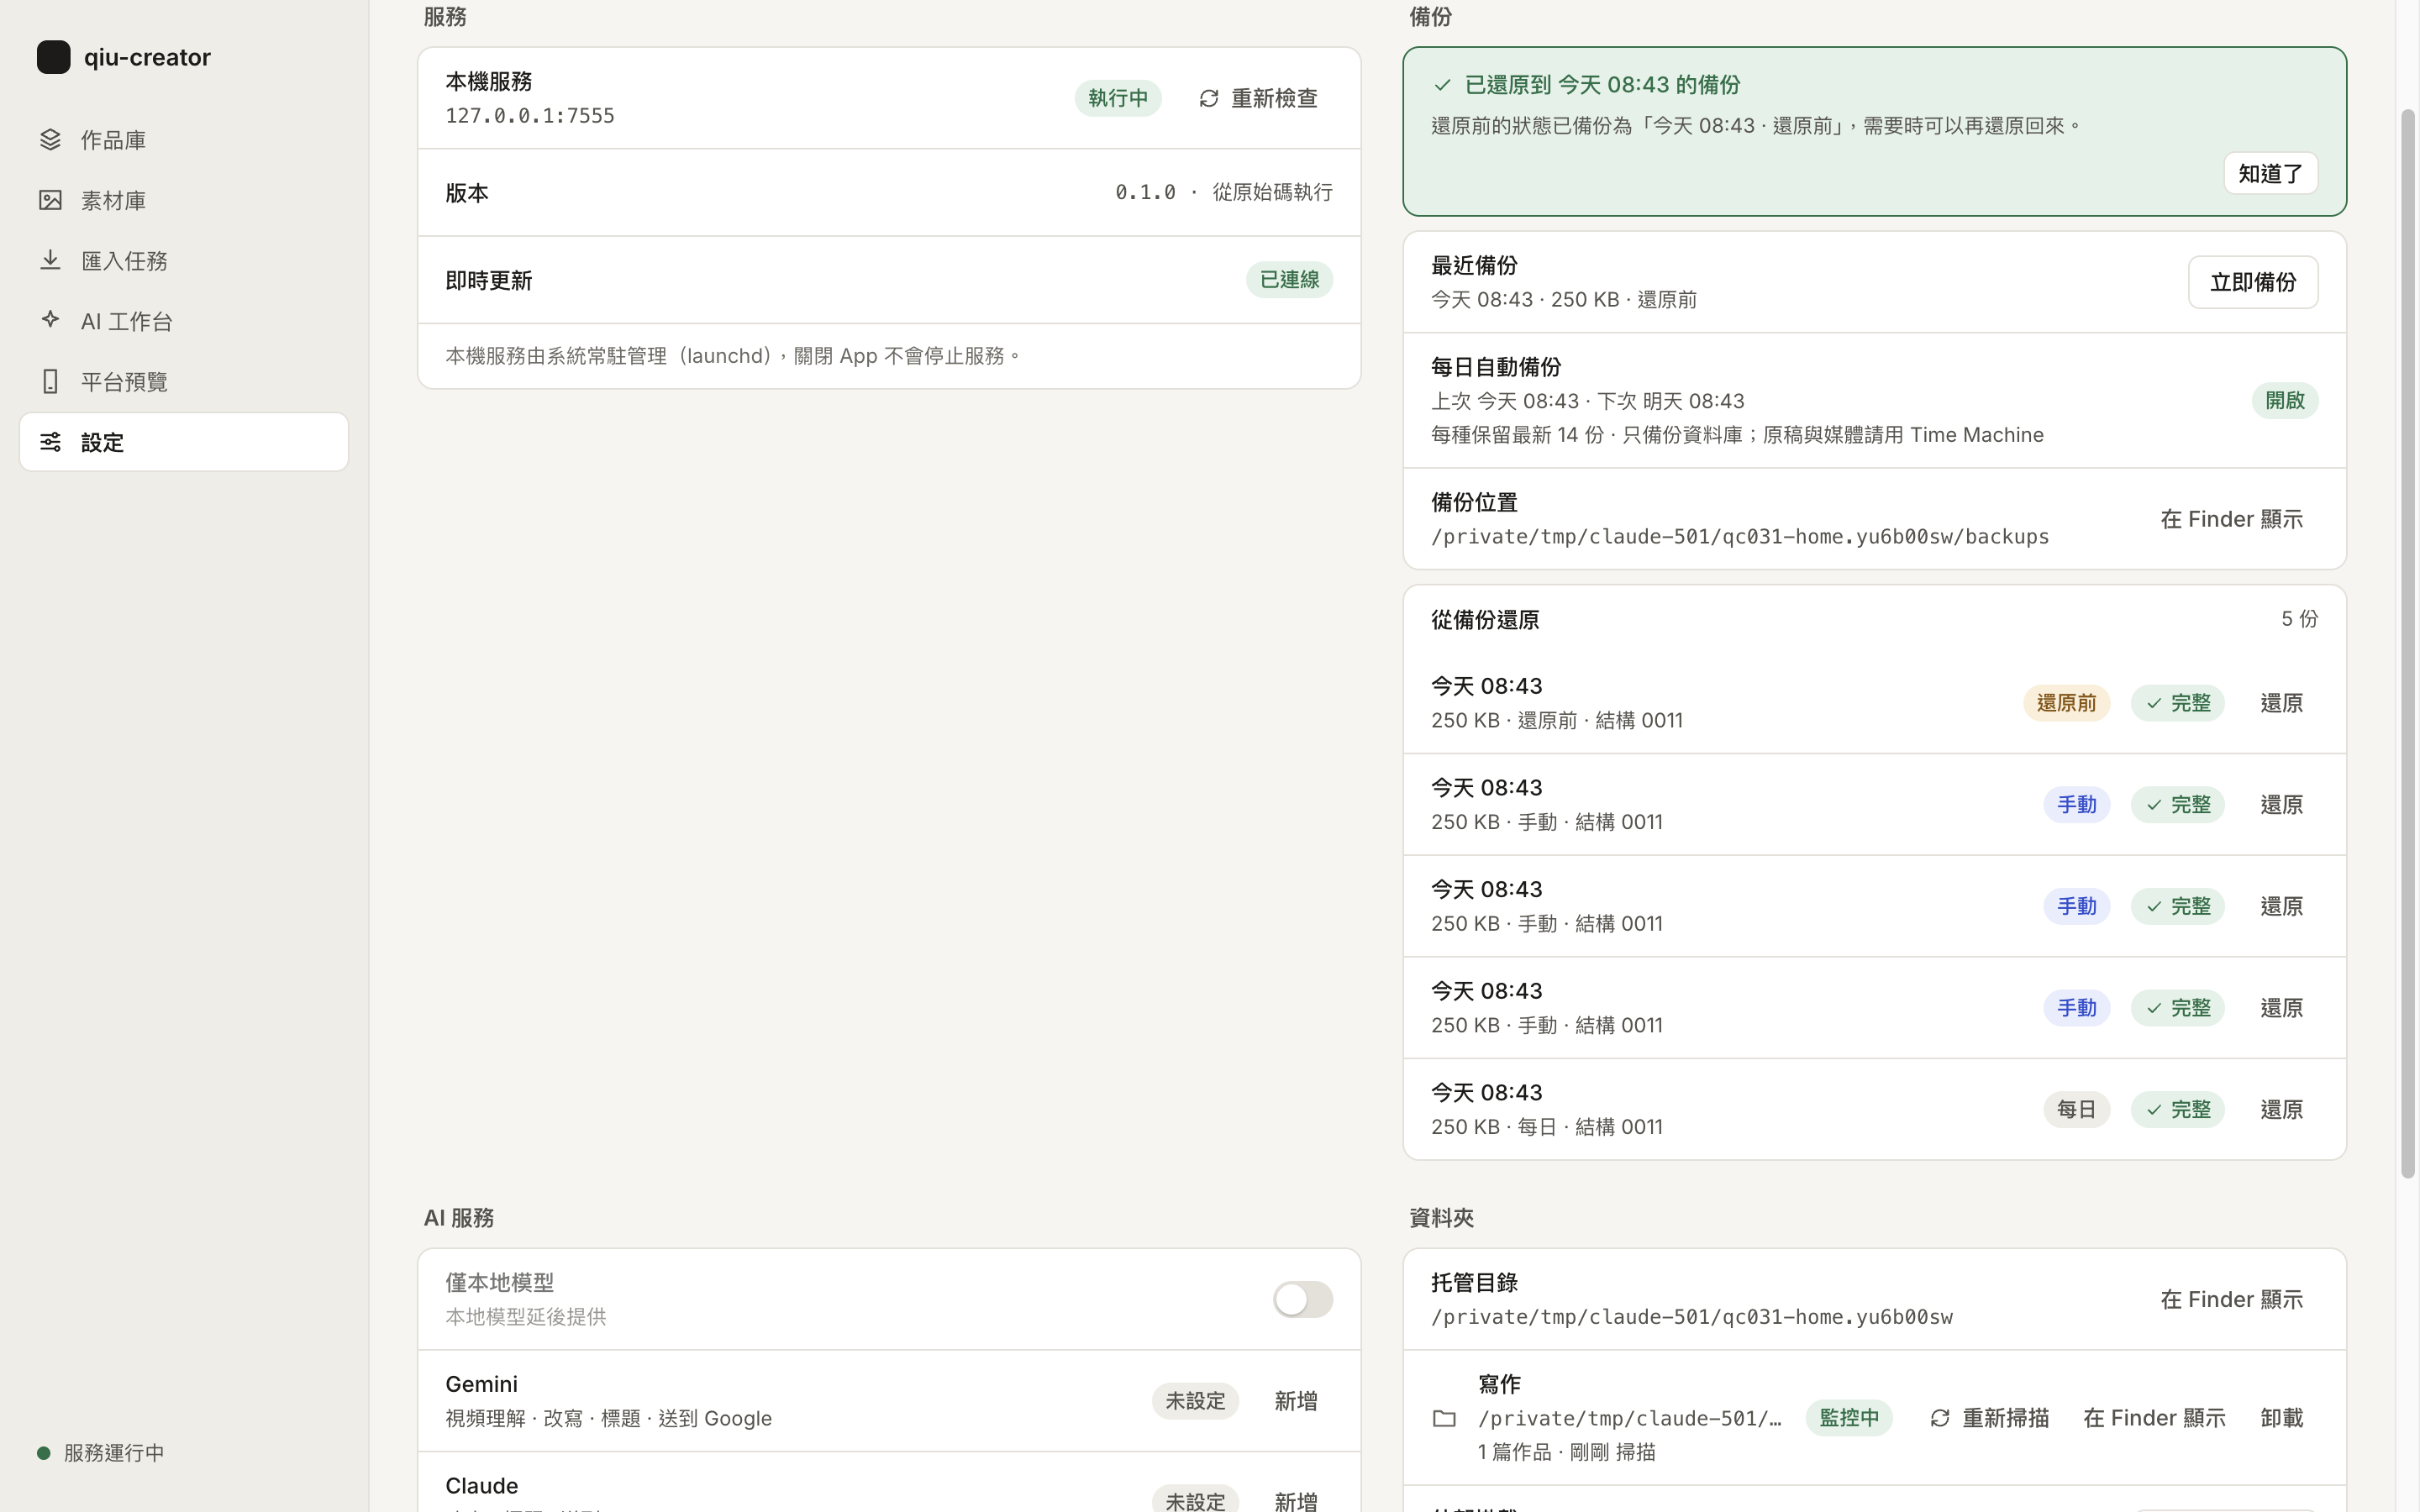 qiu-creator
作品庫
素材庫
匯入任務
AI 工作台
平台預覽
設定
服務運行中
服務
本機服務
127.0.0.1:7555
執行中
重新檢查
版本
0.1.0 · 從原始碼執行
即時更新
已連線
本機服務由系統常駐管理（launchd），關閉 App 不會停止服務。
備份
已還原到 今天 08:43 的備份
還原前的狀態已備份為「今天 08:43 · 還原前」，需要時可以再還原回來。
知道了
最近備份
今天 08:43 · 250 KB · 還原前
立即備份
每日自動備份
上次 今天 08:43 · 下次 明天 08:43
每種保留最新 14 份 · 只備份資料庫；原稿與媒體請用 Time Machine
開啟
備份位置
/private/tmp/claude-501/qc031-home.yu6b00sw/backups
在 Finder 顯示
從備份還原
5 份
今天 08:43
250 KB · 還原前 · 結構 0011
還原前
完整
還原
今天 08:43
250 KB · 手動 · 結構 0011
手動
完整
還原
今天 08:43
250 KB · 手動 · 結構 0011
手動
完整
還原
今天 08:43
250 KB · 手動 · 結構 0011
手動
完整
還原
今天 08:43
250 KB · 每日 · 結構 0011
每日
完整
還原
AI 服務
僅本地模型
本地模型延後提供
Gemini
視頻理解 · 改寫 · 標題 · 送到 Google
未設定
新增
Claude
未設定
新增
資料夾
托管目錄
/private/tmp/claude-501/qc031-home.yu6b00sw
在 Finder 顯示
寫作
/private/tmp/claude-501/…
1 篇作品 · 剛剛 掃描
監控中
重新掃描
在 Finder 顯示
卸載